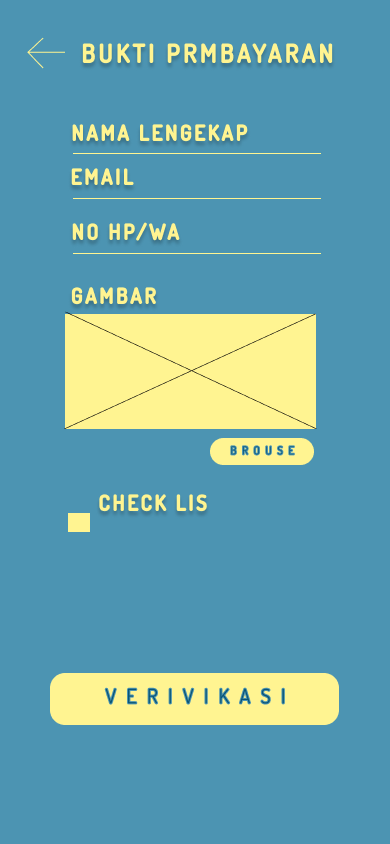 BUKTI PRMBAYARAN
NAMA LENGEKAP
EMAIL
NO HP/WA
GAMBAR
BROUSE
CHECK LIS
VERIVIKASI